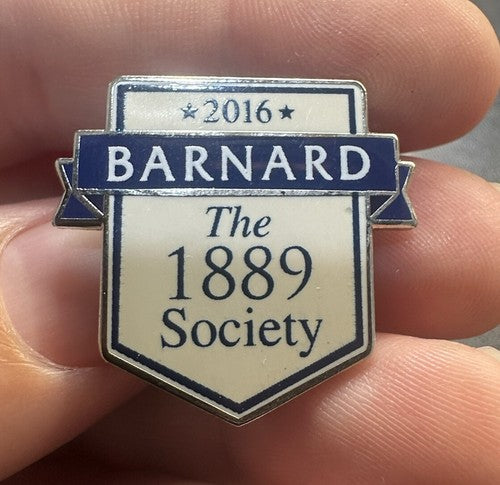 ★2016★
BARNARD
The
1889
Society